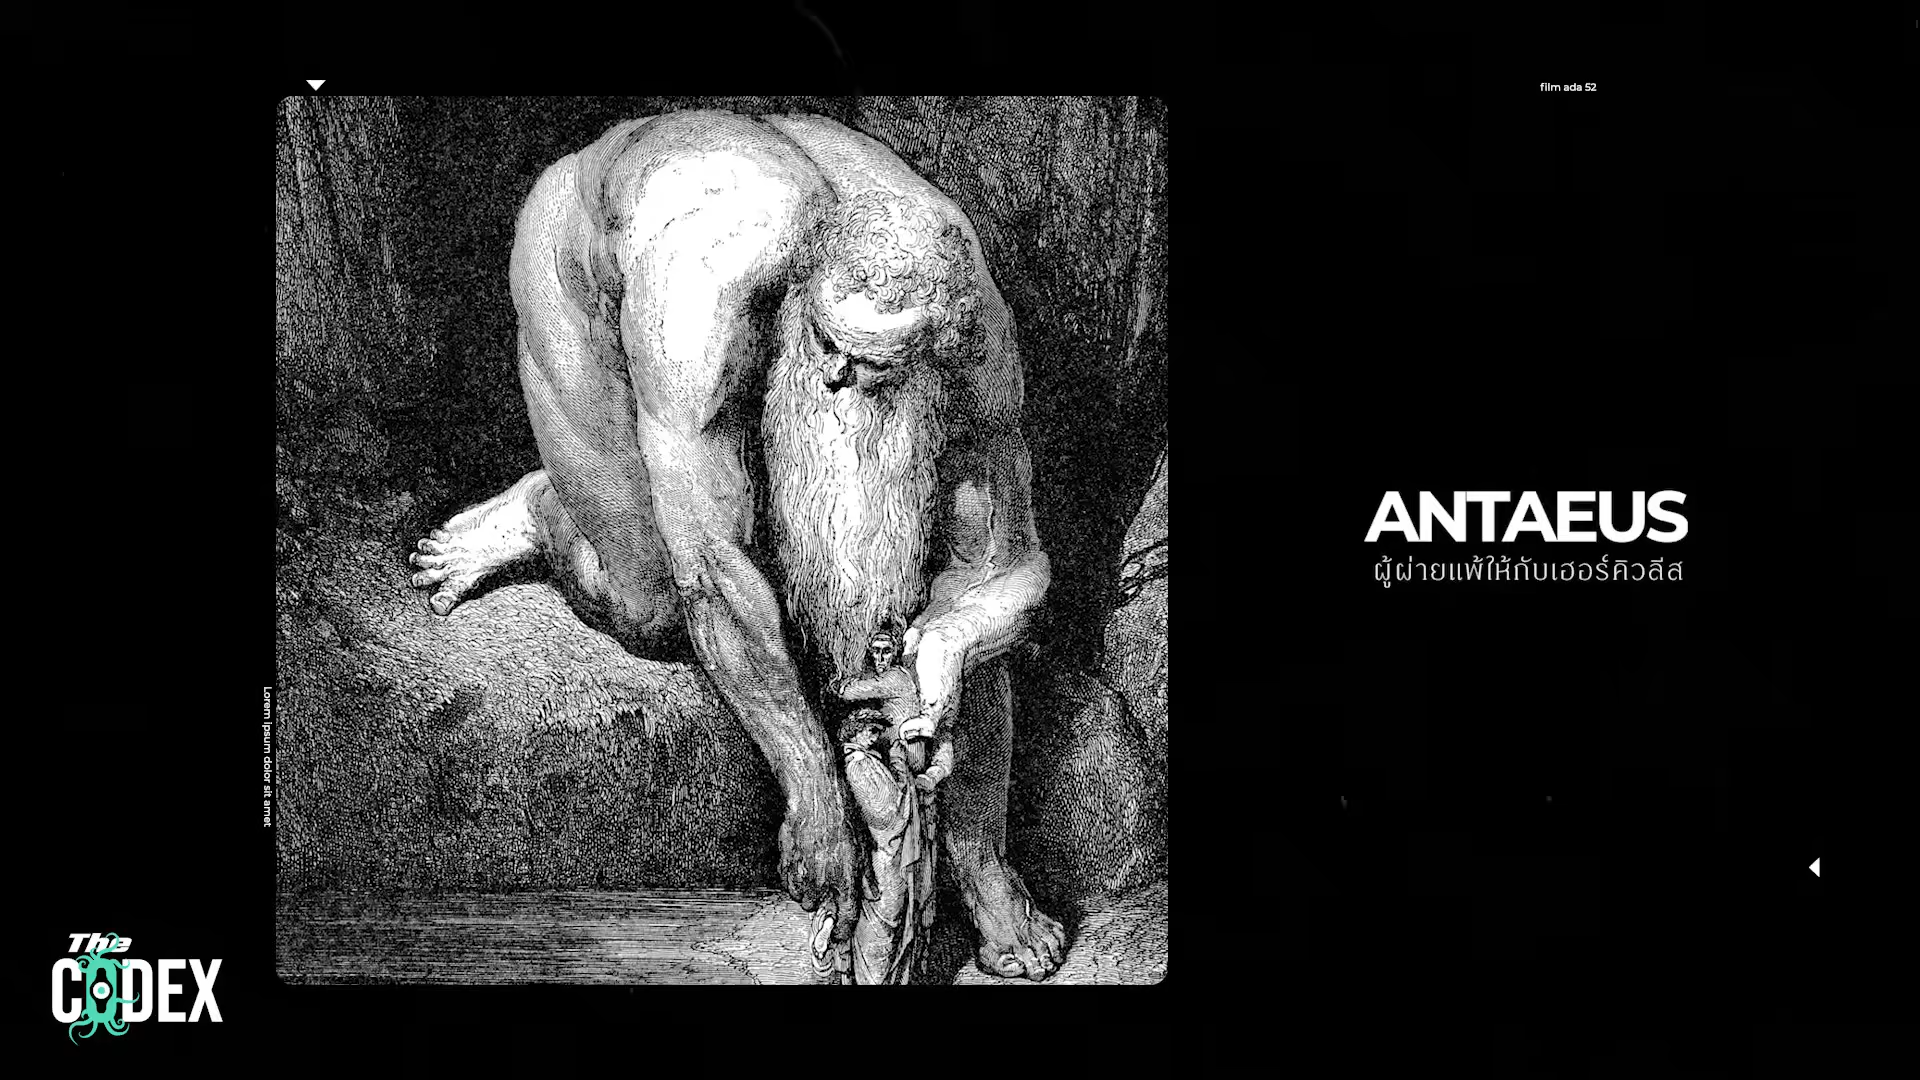 film ada 52
ANTAEUS
ผู้ผ่ายแพ้ให้กับเฮอร์คิวลีส
Lorem ipsum dolor sit amet
The
CODEX